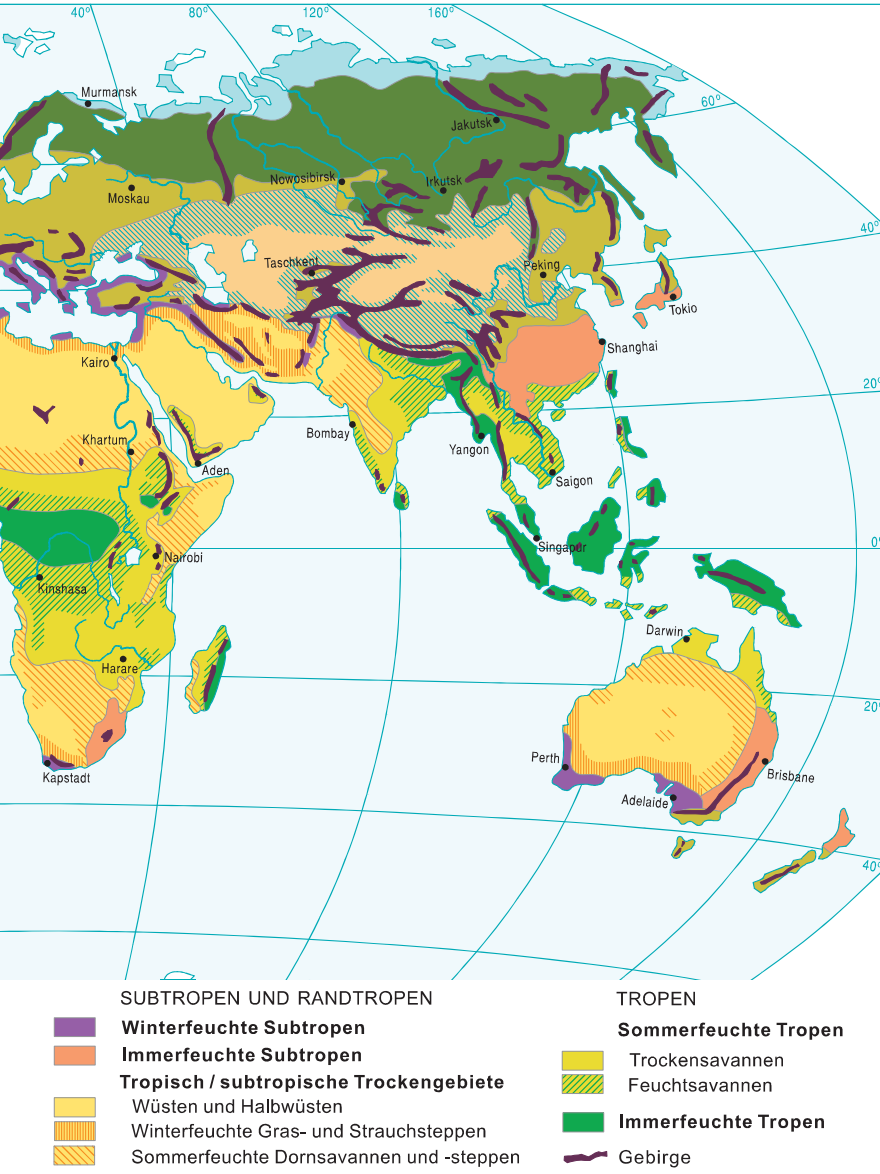 40° 80° 120° 160°
Murmansk
60°
Jakutsk
Nowosibirsk
Irkutsk
Moskau
40°
Taschkent
Peking
Tokio
Shanghai
Kairo
20°
Bombay
Khartum
Yangon
Aden
Saigon
Singapur
0°
Nairobi
Kinshasa
Darwin
Harare
20°
Perth
Brisbane
Kapstadt
Adelaide
40°
SUBTROPEN UND RANDTROPEN
Winterfeuchte Subtropen
Immerfeuchte Subtropen
Tropisch / subtropische Trockengebiete
Wüsten und Halbwüsten
Winterfeuchte Gras- und Strauchsteppen
Sommerfeuchte Dornsavannen und -steppen
TROPEN
Sommerfeuchte Tropen
Trockensavannen
Feuchtsavannen
Immerfeuchte Tropen
Gebirge